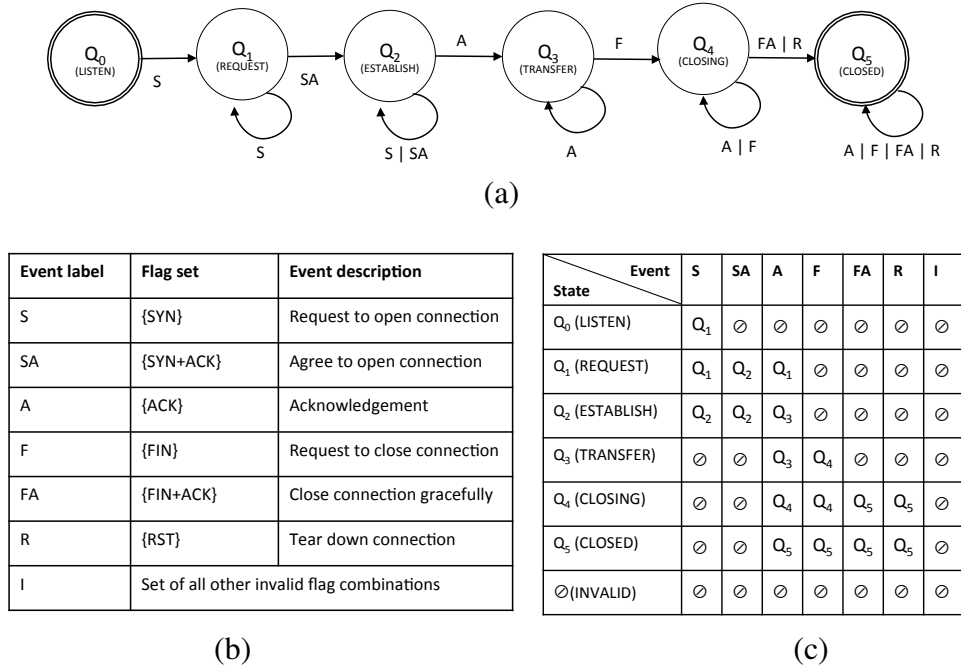 Q0 (LISTEN)
Q1 (REQUEST)
Q2 (ESTABLISH)
Q3 (TRANSFER)
Q4 (CLOSING)
Q5 (CLOSED)
S
SA
A
F
FA | R
S
S | SA
A
A | F
A | F | FA | R
(a)
Event label Flag set Event description
S {SYN} Request to open connection
SA {SYN+ACK} Agree to open connection
A {ACK} Acknowledgement
F {FIN} Request to close connection
FA {FIN+ACK} Close connection gracefully
R {RST} Tear down connection
I Set of all other invalid flag combinations
(b)
Event S SA A F FA R I
State
Q0 (LISTEN) Q1 ⊘ ⊘ ⊘ ⊘ ⊘ ⊘
Q1 (REQUEST) Q1 Q2 Q1 ⊘ ⊘ ⊘ ⊘
Q2 (ESTABLISH) Q2 Q2 Q3 ⊘ ⊘ ⊘ ⊘
Q3 (TRANSFER) ⊘ ⊘ Q3 Q4 ⊘ ⊘ ⊘
Q4 (CLOSING) ⊘ ⊘ Q4 Q4 Q5 Q5 ⊘
Q5 (CLOSED) ⊘ ⊘ Q5 Q5 Q5 Q5 ⊘
⊘(INVALID) ⊘ ⊘ ⊘ ⊘ ⊘ ⊘ ⊘
(c)